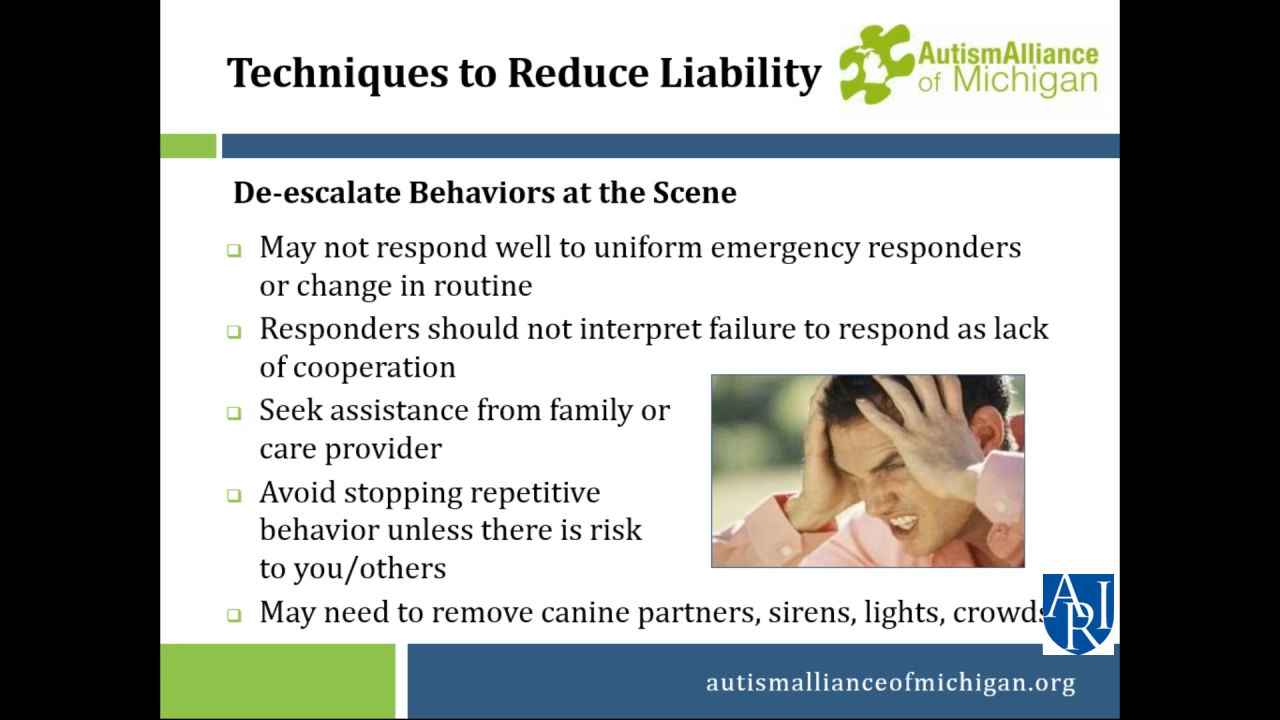 Techniques to Reduce Liability
AutismAlliance
of Michigan
De-escalate Behaviors at the Scene
May not respond well to uniform emergency responders
or change in routine
Responders should not interpret failure to respond as lack
of cooperation
Seek assistance from family or
care provider
Avoid stopping repetitive
behavior unless there is risk
to you/others
May need to remove canine partners, sirens, lights, crowds
ARI
autismallianceofmichigan.org